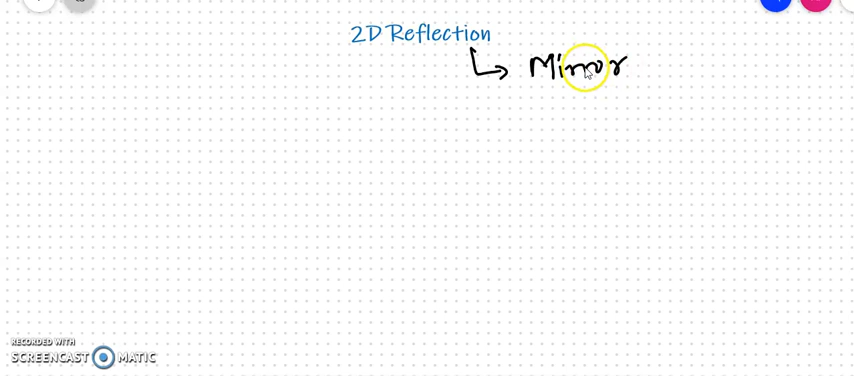 2D Reflection
↳ Mirror
RECORDED WITH
SCREENCAST MATIC